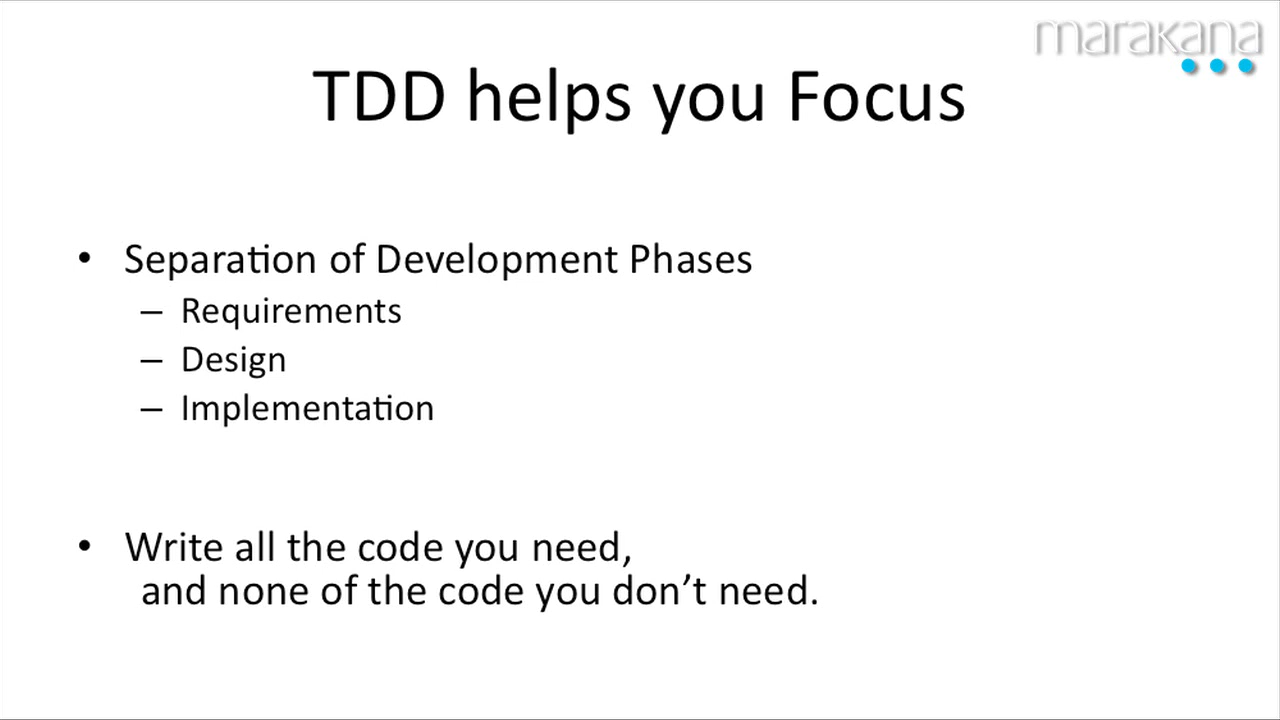 marakana
TDD helps you Focus
• Separation of Development Phases
– Requirements
– Design
– Implementation
• Write all the code you need,
and none of the code you don’t need.